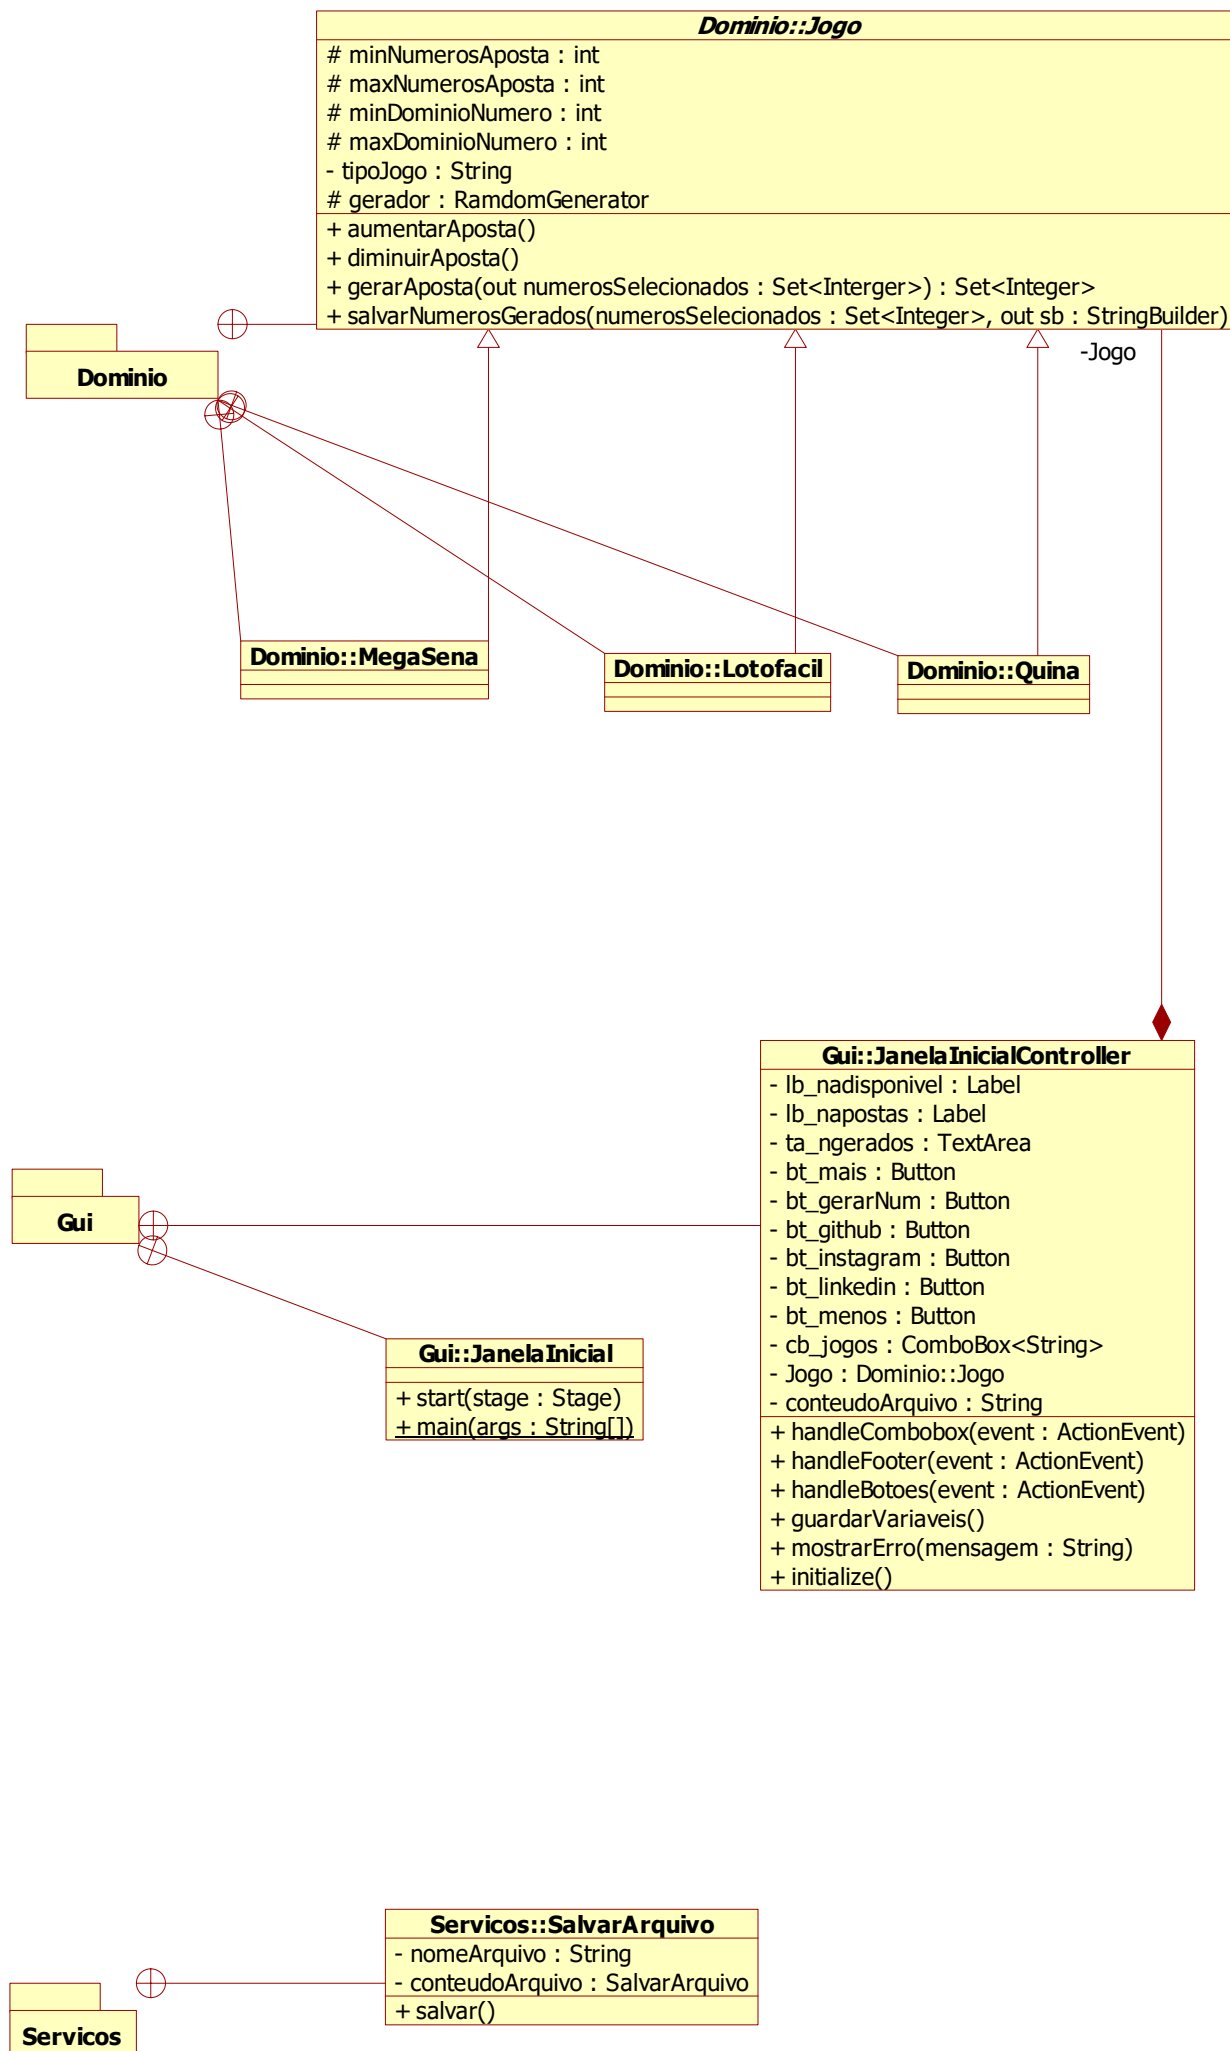 Dominio::Jogo
# minNumerosAposta : int
# maxNumerosAposta : int
# minDominioNumero : int
# maxDominioNumero : int
- tipoJogo : String
# gerador : RamdomGenerator
+ aumentarAposta()
+ diminuirAposta()
+ gerarAposta(out numerosSelecionados : Set<Interger>) : Set<Integer>
+ salvarNumerosGerados(numerosSelecionados : Set<Integer>, out sb : StringBuilder)
-Jogo
Dominio
Dominio::MegaSena
Dominio::Lotofacil
Dominio::Quina
Gui::JanelaInicialController
- lb_nadisponivel : Label
- lb_napostas : Label
- ta_ngerados : TextArea
- bt_mais : Button
- bt_gerarNum : Button
- bt_github : Button
- bt_instagram : Button
- bt_linkedin : Button
- bt_menos : Button
- cb_jogos : ComboBox<String>
- Jogo : Dominio::Jogo
- conteudoArquivo : String
+ handleCombobox(event : ActionEvent)
+ handleFooter(event : ActionEvent)
+ handleBotoes(event : ActionEvent)
+ guardarVariaveis()
+ mostrarErro(mensagem : String)
+ initialize()
Gui
Gui::JanelaInicial
+ start(stage : Stage)
+ main(args : String[])
Servicos::SalvarArquivo
- nomeArquivo : String
- conteudoArquivo : SalvarArquivo
+ salvar()
Servicos